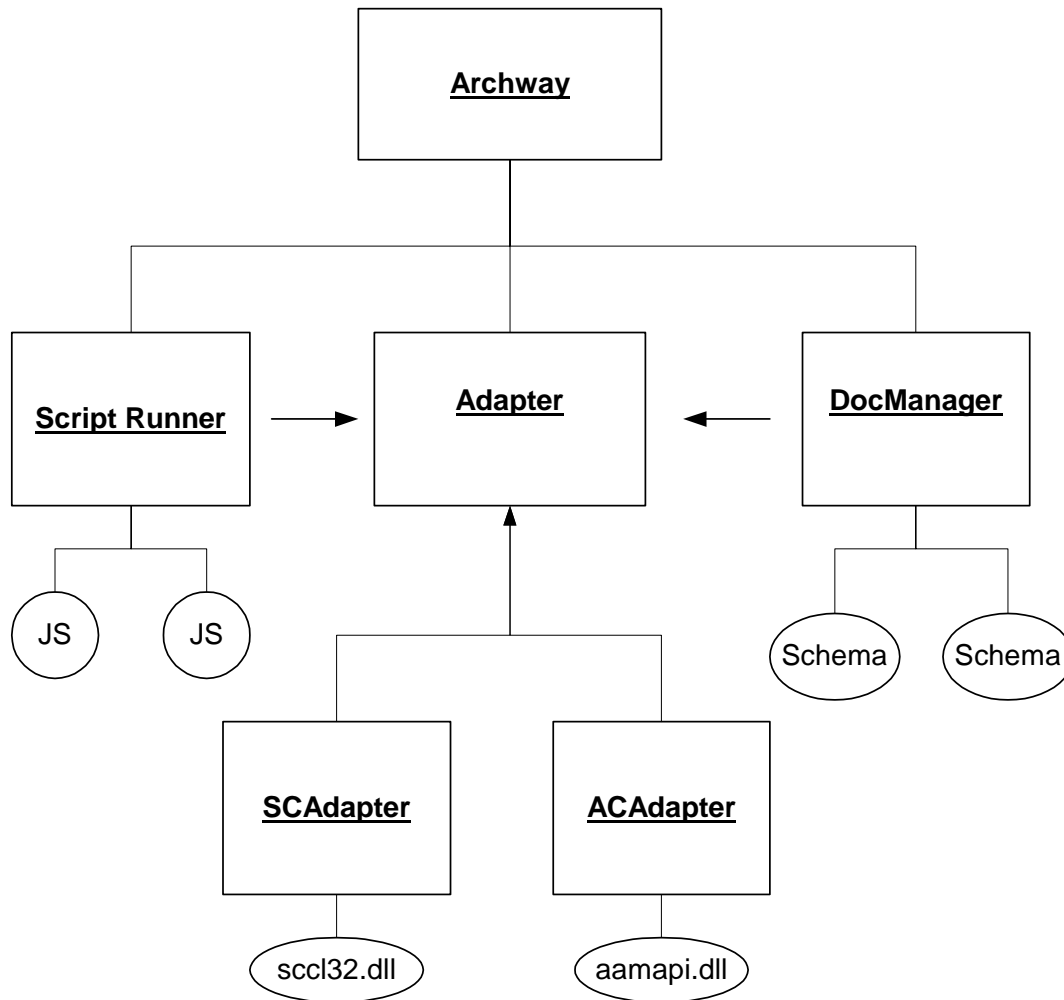 Archway
Script Runner
Adapter
DocManager
JS
JS
Schema
Schema
SCAdapter
ACAdapter
sccl32.dll
aamapi.dll